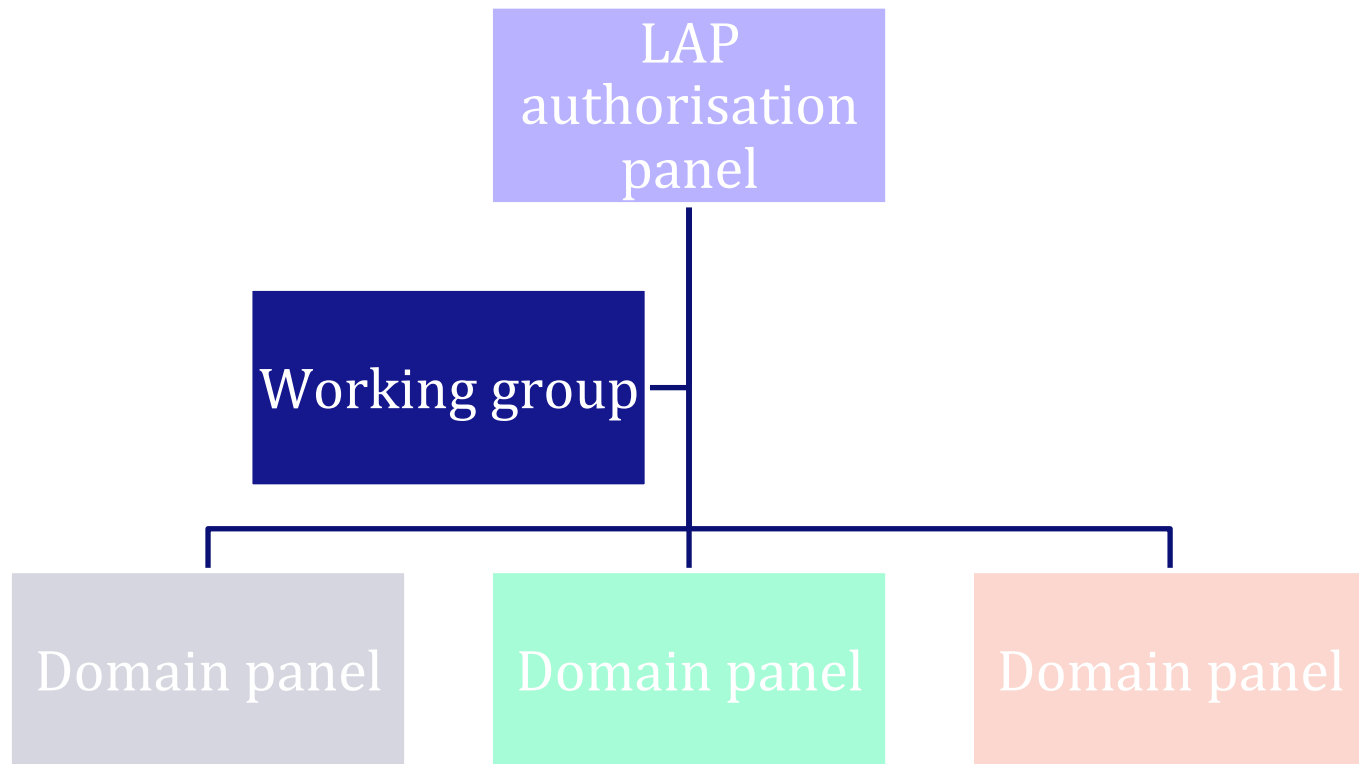 LAP
authorisation
panel
Working group
Domain panel
Domain panel
Domain panel